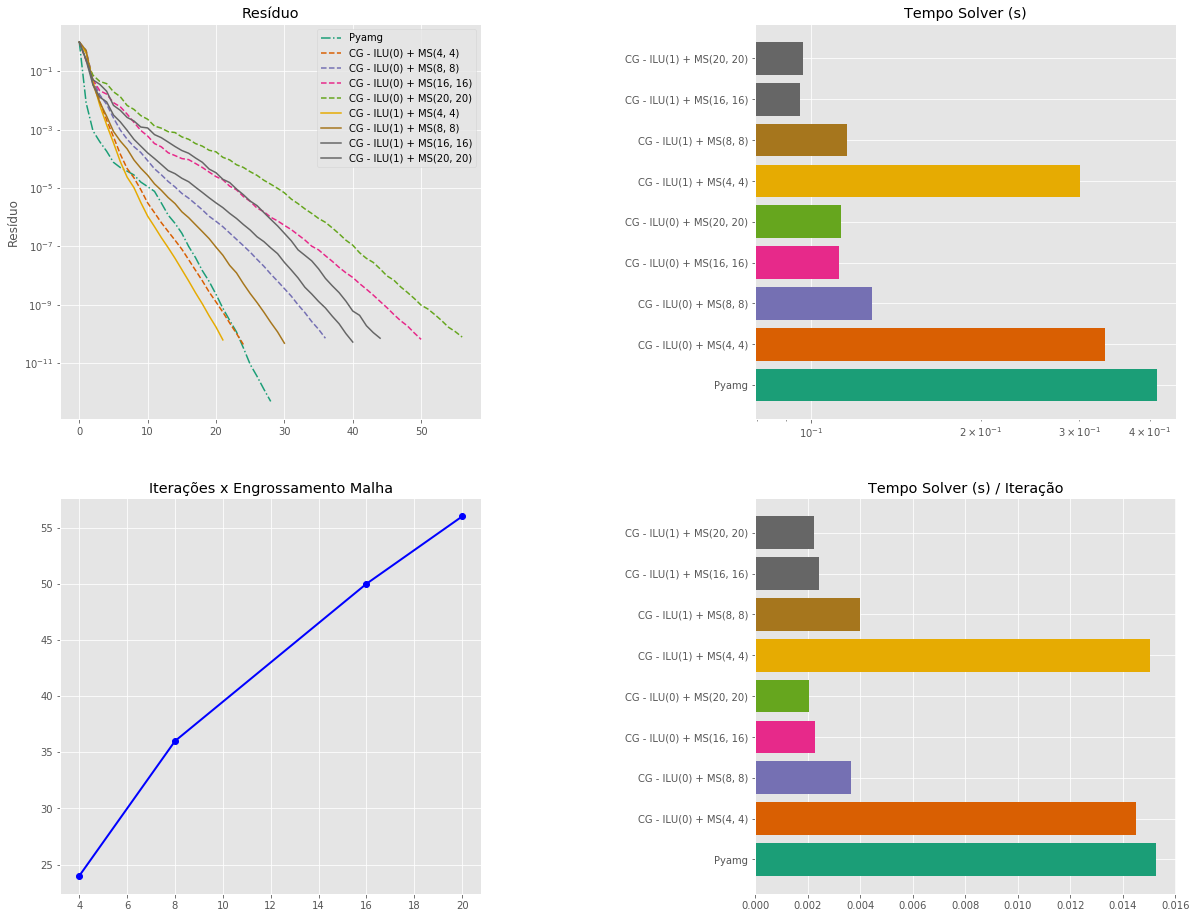 Resíduo
Resíduo
10⁻¹
10⁻³
10⁻⁵
10⁻⁷
10⁻⁹
10⁻¹¹
0 10 20 30 40 50
Pyamg
CG - ILU(0) + MS(4, 4)
CG - ILU(0) + MS(8, 8)
CG - ILU(0) + MS(16, 16)
CG - ILU(0) + MS(20, 20)
CG - ILU(1) + MS(4, 4)
CG - ILU(1) + MS(8, 8)
CG - ILU(1) + MS(16, 16)
CG - ILU(1) + MS(20, 20)
Tempo Solver (s)
CG - ILU(1) + MS(20, 20)
CG - ILU(1) + MS(16, 16)
CG - ILU(1) + MS(8, 8)
CG - ILU(1) + MS(4, 4)
CG - ILU(0) + MS(20, 20)
CG - ILU(0) + MS(16, 16)
CG - ILU(0) + MS(8, 8)
CG - ILU(0) + MS(4, 4)
Pyamg
10⁻¹ 2 × 10⁻¹ 3 × 10⁻¹ 4 × 10⁻¹
Iterações x Engrossamento Malha
55
50
45
40
35
30
25
4 6 8 10 12 14 16 18 20
Tempo Solver (s) / Iteração
CG - ILU(1) + MS(20, 20)
CG - ILU(1) + MS(16, 16)
CG - ILU(1) + MS(8, 8)
CG - ILU(1) + MS(4, 4)
CG - ILU(0) + MS(20, 20)
CG - ILU(0) + MS(16, 16)
CG - ILU(0) + MS(8, 8)
CG - ILU(0) + MS(4, 4)
Pyamg
0.000 0.002 0.004 0.006 0.008 0.010 0.012 0.014 0.016